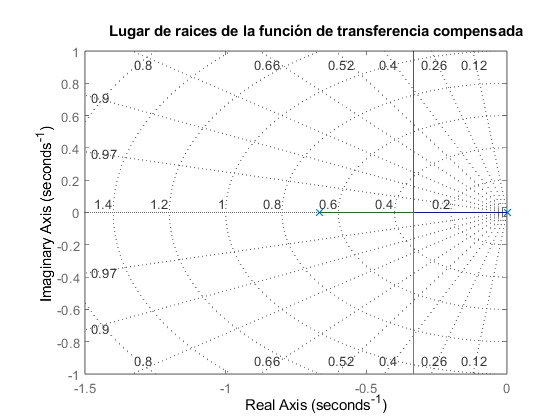 Lugar de raices de la función de transferencia compensada
1
0.8 0.66 0.52 0.4 0.26 0.12
0.8
0.9
0.6
0.4
0.97
0.2
1.4 1.2 1 0.8 0.6 0.4 0.2
0
-0.2
0.97
-0.4
-0.6
0.9
-0.8
0.8 0.66 0.52 0.4 0.26 0.12
-1
-1.5 -1 -0.5 0
Real Axis (seconds-1)
Imaginary Axis (seconds-1)